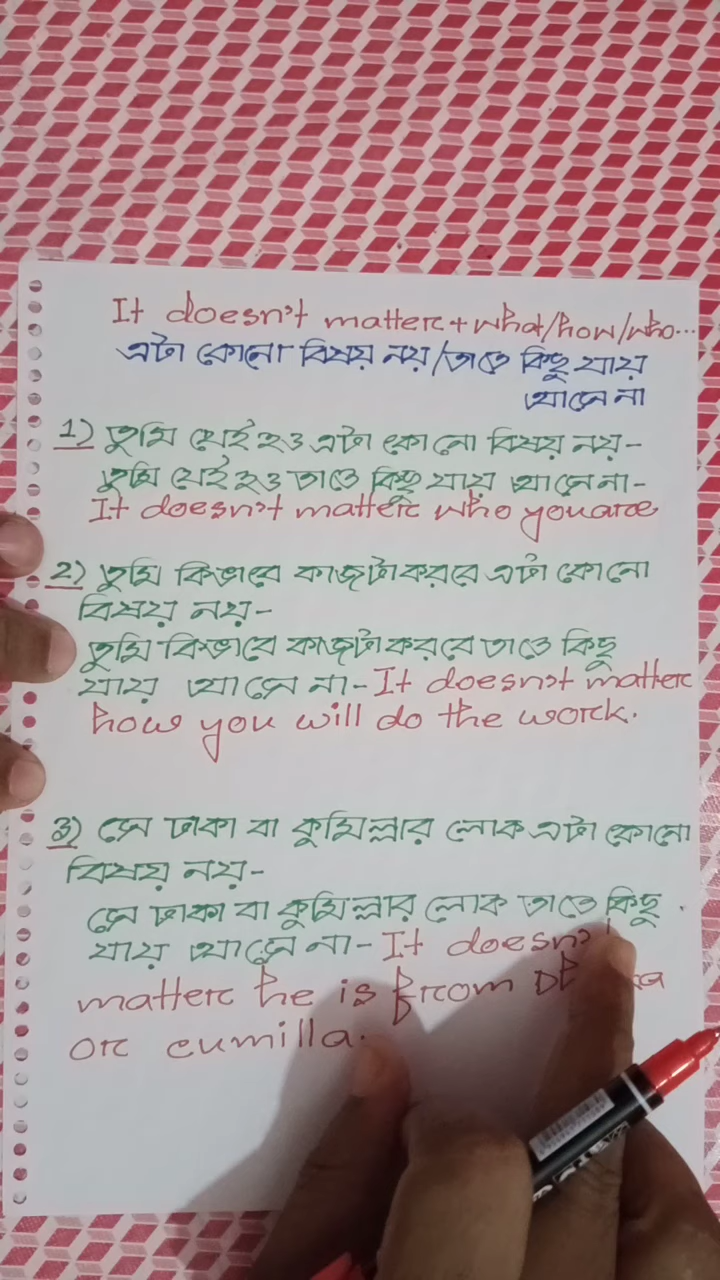 It doesn't matter + what/how/who...
এটা কোনো বিষয় নয়/তাতে কিছু যায়
আসে না
1) তুমি যেই হও এটা কোনো বিষয় নয়-
তুমি যেই হও তাতে কিছু যায় আসে না-
It doesn't matter who you are
2) তুমি কিভাবে কাজটা করবে এটা কোনো
বিষয় নয়-
তুমি কিভাবে কাজটা করবে তাতে কিছু
যায় আসে না- It doesn't matter
how you will do the work.
3) সে ঢাকা বা কুমিল্লার লোক এটা কোনো
বিষয় নয়-
সে ঢাকা বা কুমিল্লার লোক তাতে কিছু
যায় আসে না- It doesn't
matter he is from
or cumilla.